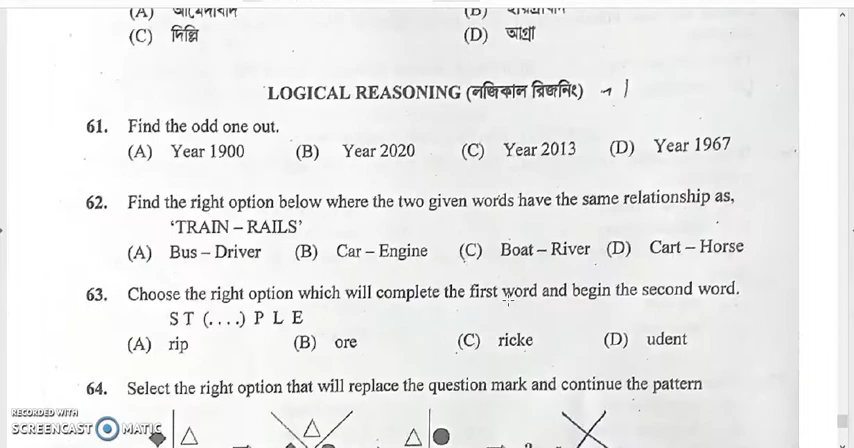 (C) দিল্লি (D) আগ্রা
LOGICAL REASONING (লজিকাল রিজনিং)
61. Find the odd one out.
(A) Year 1900 (B) Year 2020 (C) Year 2013 (D) Year 1967
62. Find the right option below where the two given words have the same relationship as,
‘TRAIN – RAILS’
(A) Bus – Driver (B) Car – Engine (C) Boat – River (D) Cart – Horse
63. Choose the right option which will complete the first word and begin the second word.
S T (....) P L E
(A) rip (B) ore (C) ricke (D) udent
64. Select the right option that will replace the question mark and continue the pattern
RECORDED WITH
SCREENCAST MATIC